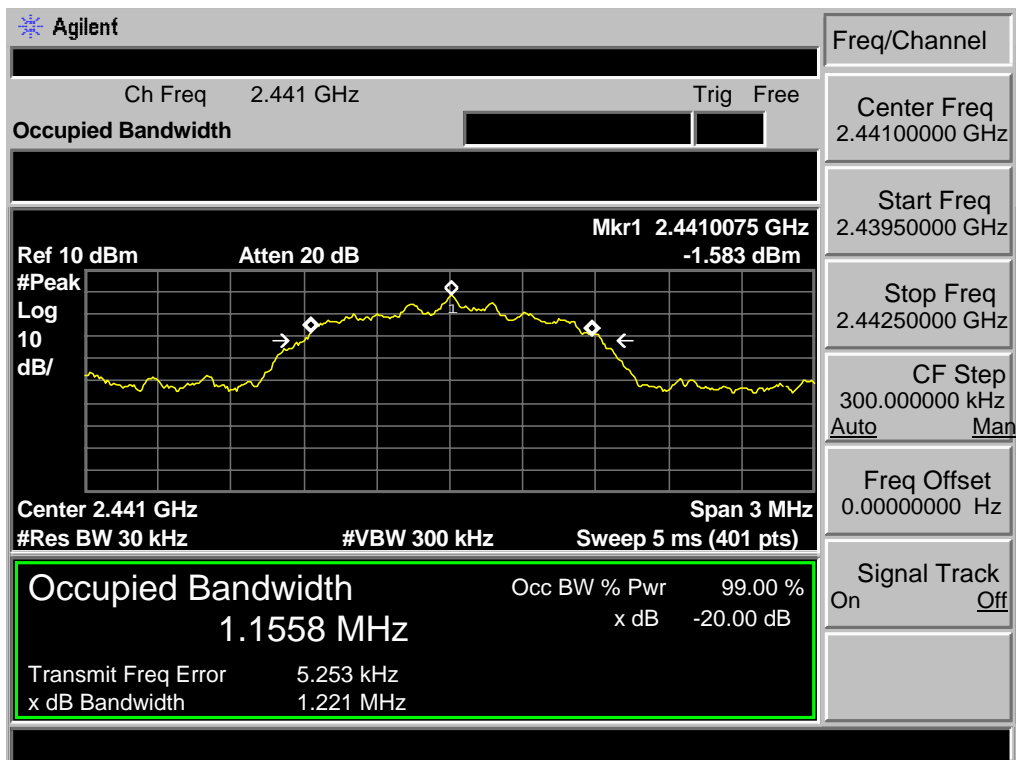 Agilent
Freq/Channel
Ch Freq 2.441 GHz Trig Free
Occupied Bandwidth
Center Freq
2.44100000 GHz
Start Freq
2.43950000 GHz
Stop Freq
2.44250000 GHz
CF Step
300.000000 kHz
Auto Man
Freq Offset
0.00000000 Hz
Signal Track
On Off
Mkr1 2.4410075 GHz
Ref 10 dBm Atten 20 dB -1.583 dBm
#Peak
Log
10
dB/
1
Center 2.441 GHz Span 3 MHz
#Res BW 30 kHz #VBW 300 kHz Sweep 5 ms (401 pts)
Occupied Bandwidth Occ BW % Pwr 99.00 %
1.1558 MHz x dB -20.00 dB
Transmit Freq Error 5.253 kHz
x dB Bandwidth 1.221 MHz